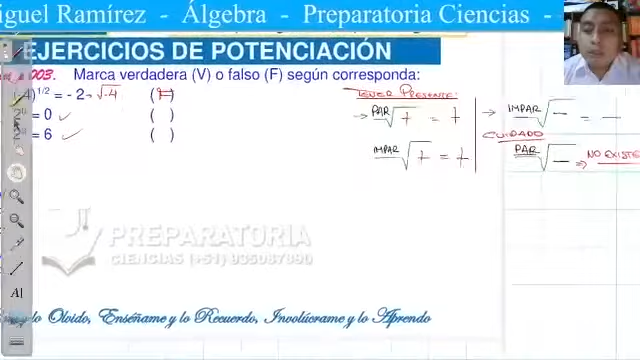 iguel Ramírez - Álgebra - Preparatoria Ciencias -
EJERCICIOS DE POTENCIACIÓN
003. Marca verdadera (V) o falso (F) según corresponda:
-4)^{1/2} = - 2 → √-4 ( )
= 0 ✓ ( )
= 6 ✓ ( )
TENER PRESENTE:
→ PAR√+ = +
IMPAR√+ = +
→ IMPAR√- = -
CUIDADO
PAR√- ⇒ NO EXISTE
PREPARATORIA
CIENCIAS (+51)
lo Olvido, Enséñame y lo Recuerdo, Involúcrame y lo Aprendo